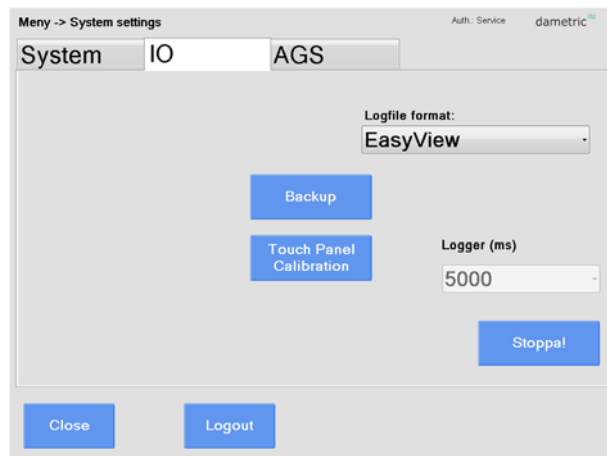 Meny -> System settings
Auth.: Service
dametric
System
IO
AGS
Logfile format:
EasyView
Backup
Touch Panel
Calibration
Logger (ms)
5000
Stoppa!
Close
Logout